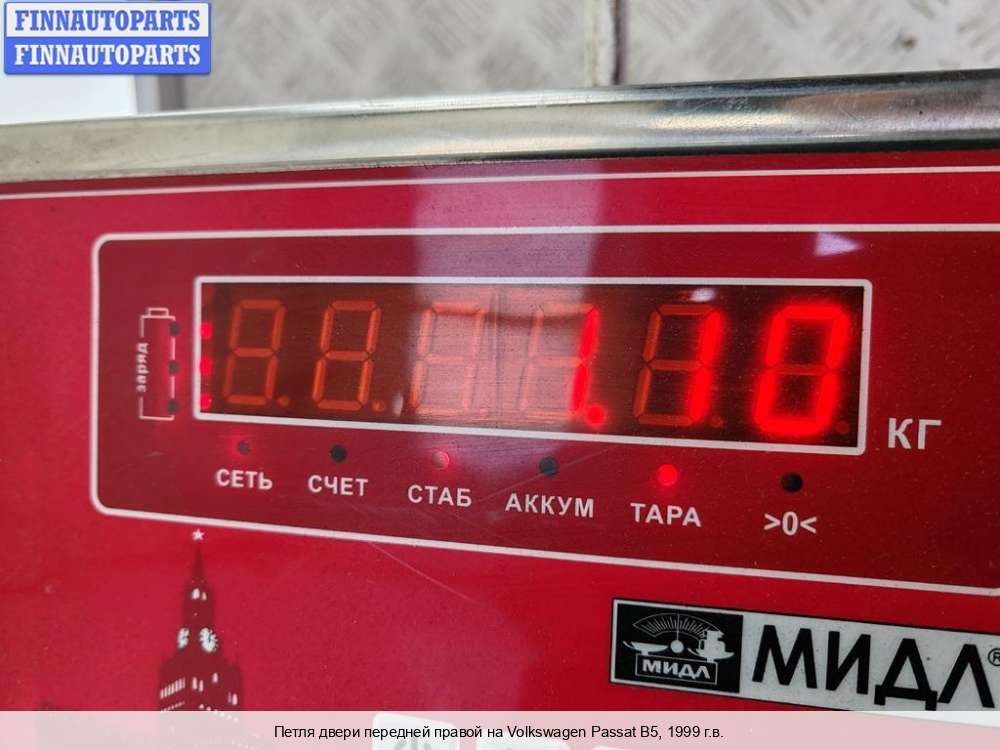 FINNAUTOPARTS
FINNAUTOPARTS
заряд
1.10
КГ
СЕТЬ
СЧЕТ
СТАБ
АККУМ
ТАРА
>0<
МИДЛ
МИДЛ®
Петля двери передней правой на Volkswagen Passat B5, 1999 г.в.